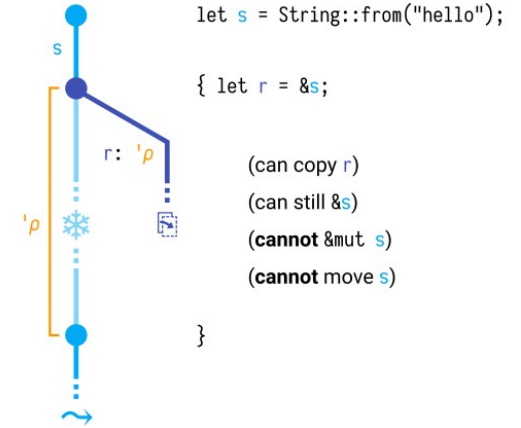 let s = String::from("hello");
s
{ let r = &s;
r: 'ρ
(can copy r)
(can still &s)
'ρ
(cannot &mut s)
(cannot move s)
}